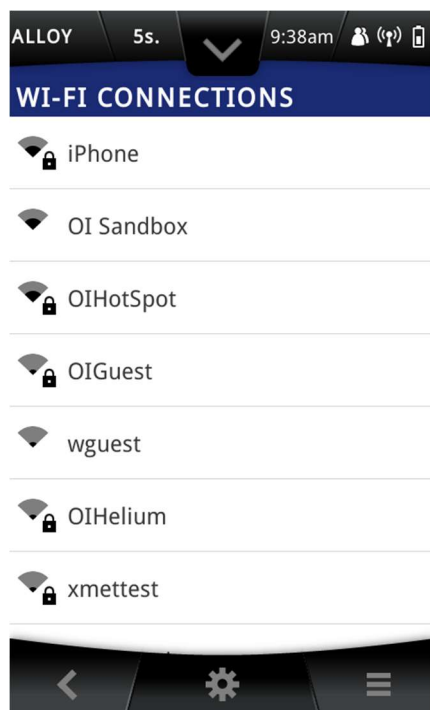 ALLOY 5s. 9:38am
WI-FI CONNECTIONS
iPhone
OI Sandbox
OIHotSpot
OIGuest
wguest
OIHelium
xmettest